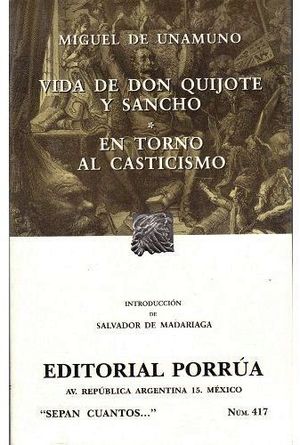 MIGUEL DE UNAMUNO
VIDA DE DON QUIJOTE
Y SANCHO
*
EN TORNO
AL CASTICISMO
INTRODUCCIÓN
DE
SALVADOR DE MADARIAGA
EDITORIAL PORRÚA
AV. REPÚBLICA ARGENTINA 15. MÉXICO
"SEPAN CUANTOS..." NÚM. 417